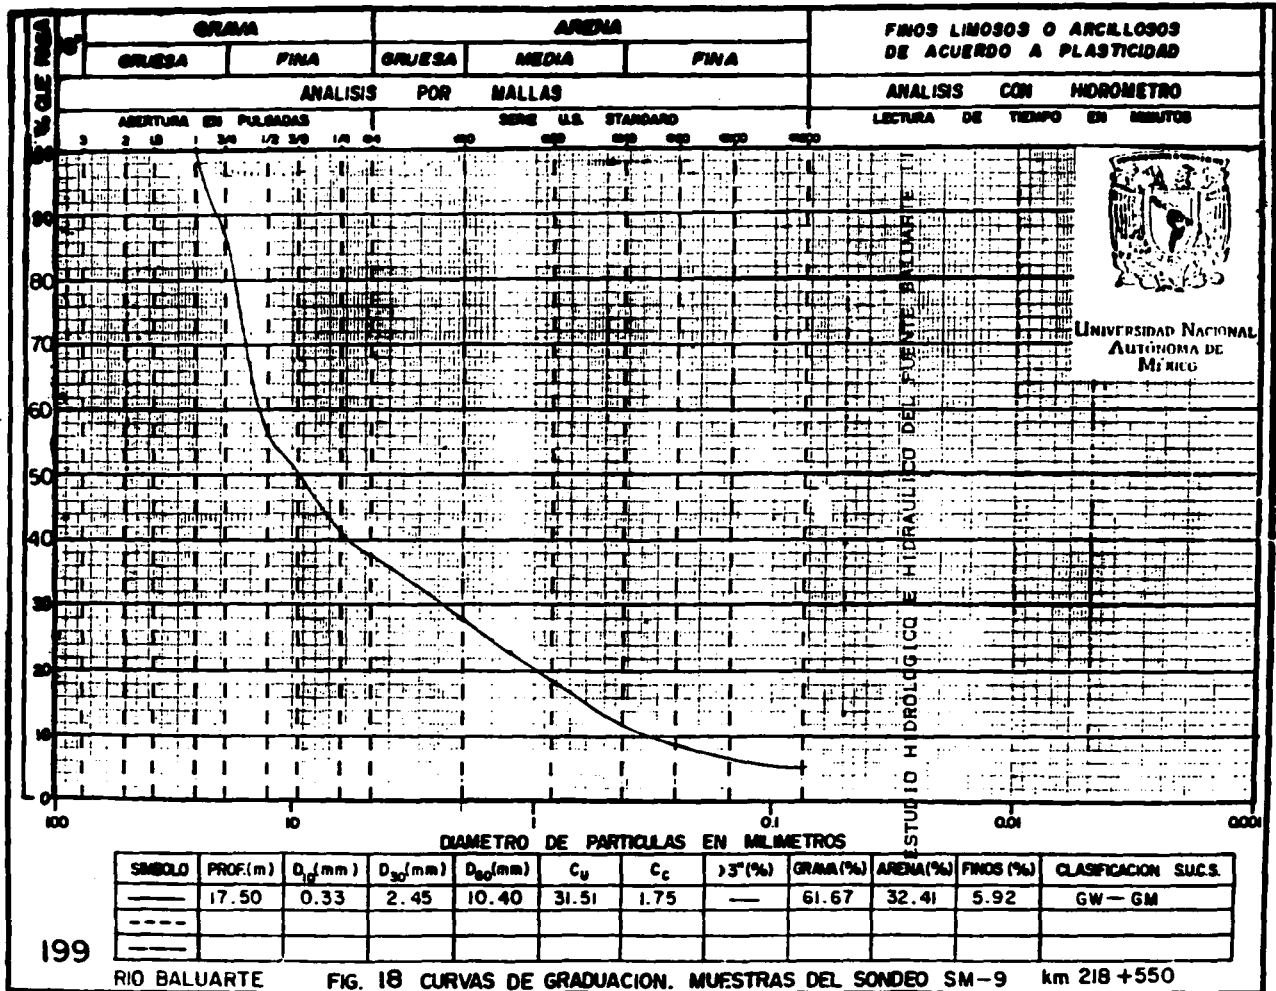 % QUE PASA
GRAVA ARENA FINOS LIMOSOS O ARCILLOSOS
DE ACUERDO A PLASTICIDAD
GRUESA FINA GRUESA MEDIA FINA
ANALISIS POR MALLAS ANALISIS CON HIDROMETRO
ABERTURA EN PULGADAS SERIE U.S. STANDARD LECTURA DE TIEMPO EN MINUTOS
3 2 1.5 1 3/4 1/2 3/8 1/4
90
80
70
60
50
40
30
20
10
0
100 10 1 0.1 0.01 0.001
DIAMETRO DE PARTICULAS EN MILIMETROS
ESTUDIO HIDROLOGICO E HIDRAULICO DEL PUENTE BALUARTE II
UNIVERSIDAD NACIONAL
AUTÓNOMA DE
MÉXICO
SIMBOLO PROF.(m) D10(mm) D30(mm) D60(mm) Cu Cc >3"(%) GRAVA(%) ARENA(%) FINOS(%) CLASIFICACION S.U.C.S.
17.50 0.33 2.45 10.40 31.51 1.75 — 61.67 32.41 5.92 GW—GM
199
RIO BALUARTE FIG. 18 CURVAS DE GRADUACION. MUESTRAS DEL SONDEO SM-9 km 218+550